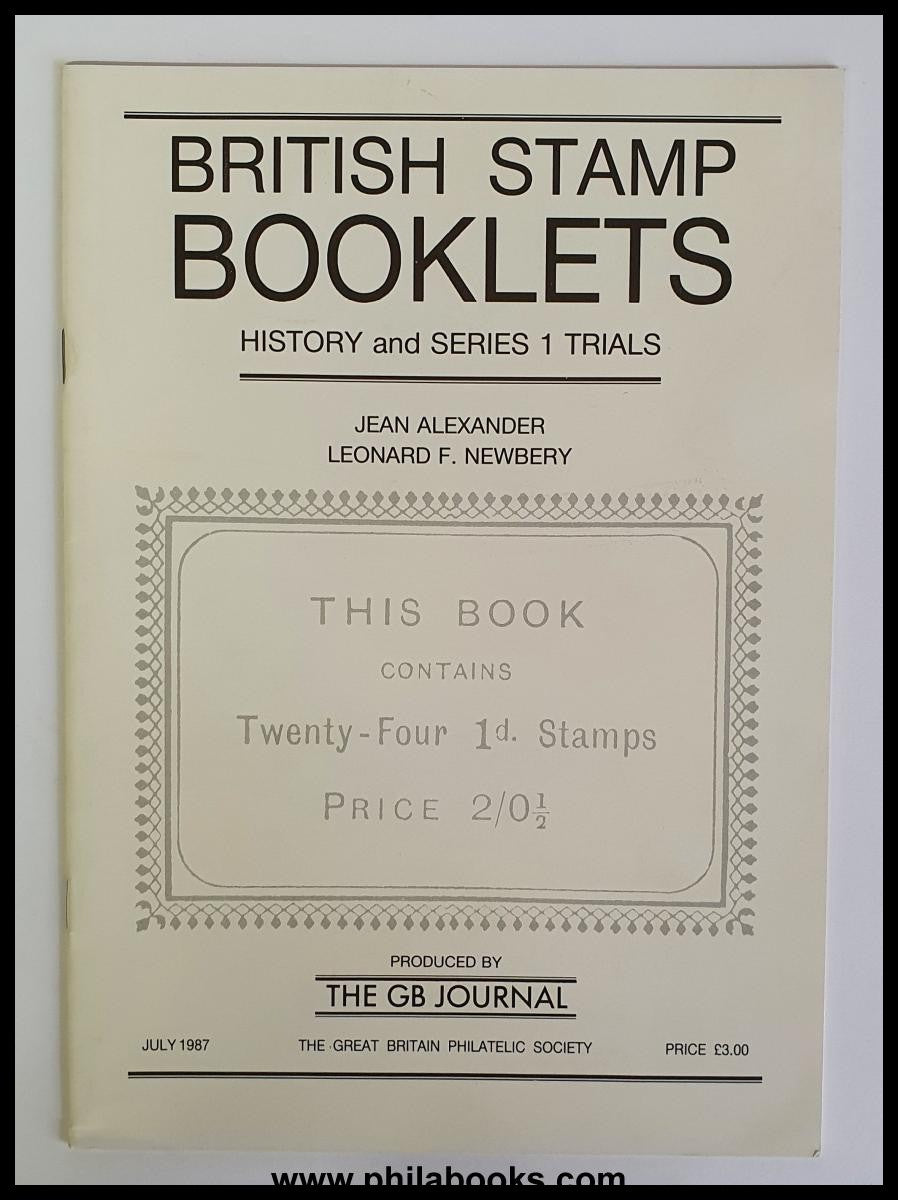 BRITISH STAMP
BOOKLETS
HISTORY and SERIES 1 TRIALS
JEAN ALEXANDER
LEONARD F. NEWBERY
THIS BOOK
CONTAINS
Twenty-Four 1d. Stamps
PRICE 2/0½
PRODUCED BY
THE GB JOURNAL
JULY 1987 THE GREAT BRITAIN PHILATELIC SOCIETY PRICE £3.00
www.philabooks.com